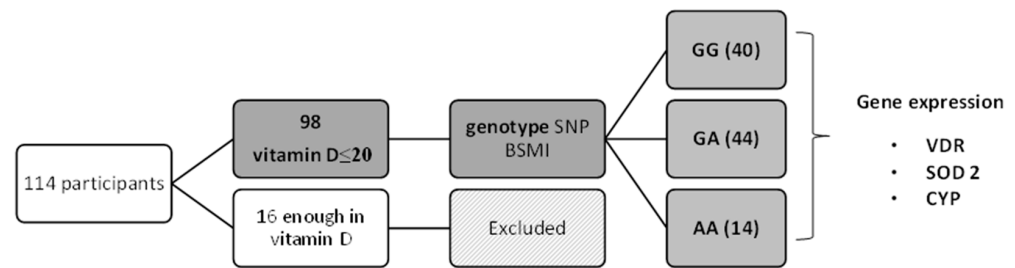 114 participants
98
vitamin D≤20
16 enough in
vitamin D
genotype SNP
BSMI
Excluded
GG (40)
GA (44)
AA (14)
Gene expression
• VDR
• SOD 2
• CYP